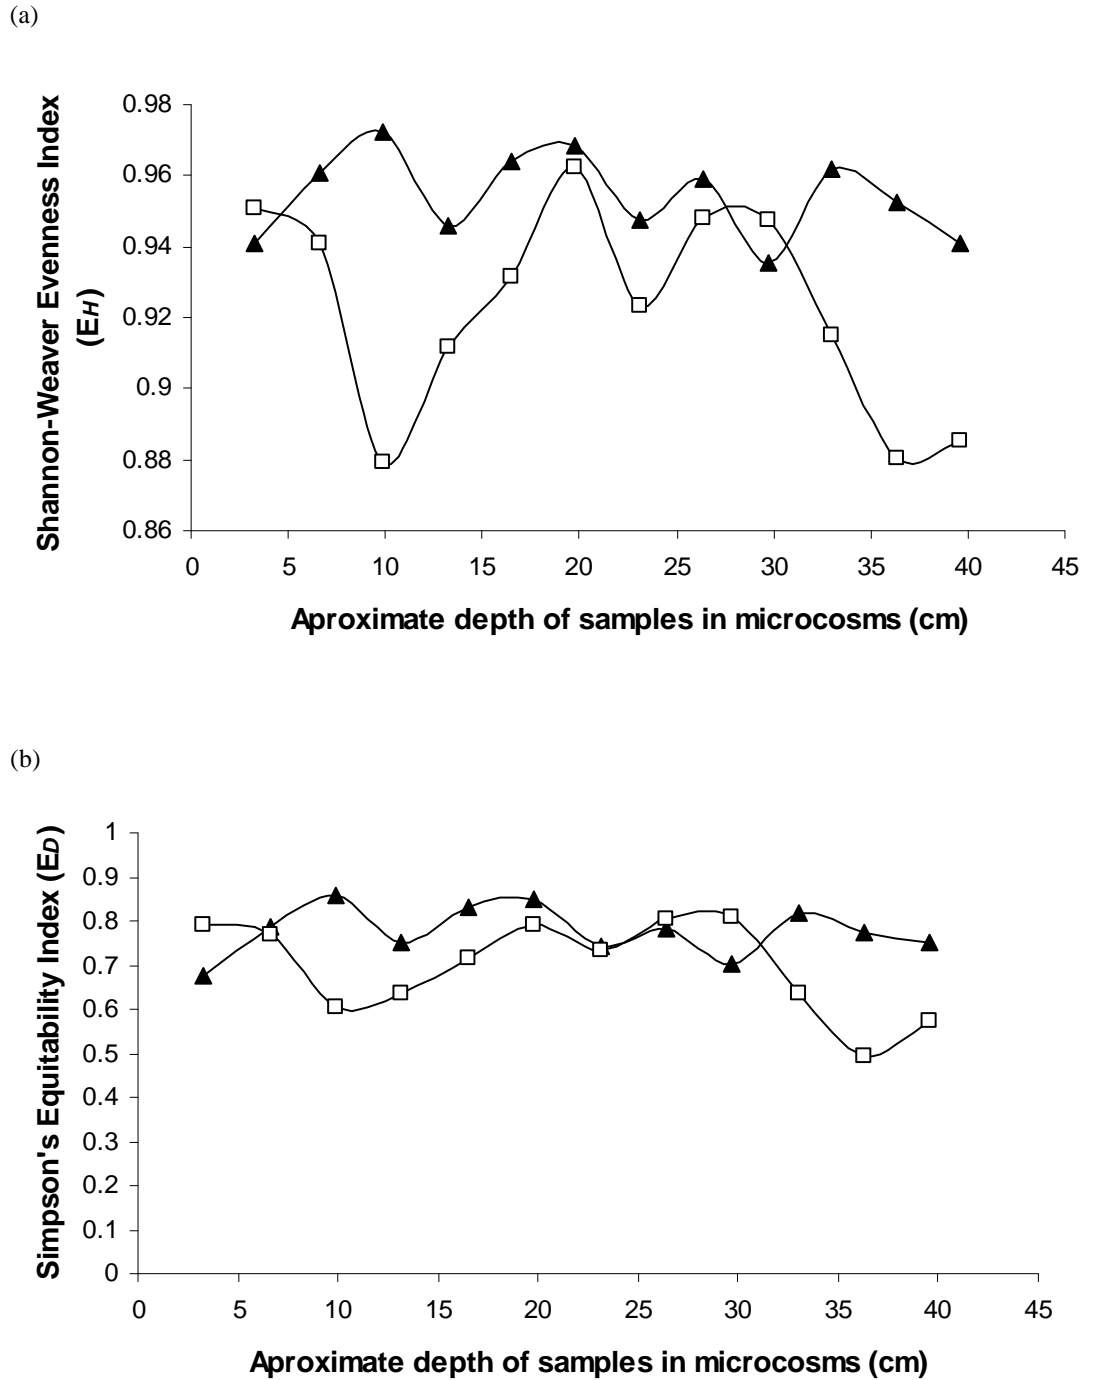 (a)
Shannon-Weaver Evenness Index
(EH)
0.98
0.96
0.94
0.92
0.9
0.88
0.86
0 5 10 15 20 25 30 35 40 45
Aproximate depth of samples in microcosms (cm)
(b)
Simpson's Equitability Index (ED)
1
0.9
0.8
0.7
0.6
0.5
0.4
0.3
0.2
0.1
0
0 5 10 15 20 25 30 35 40 45
Aproximate depth of samples in microcosms (cm)